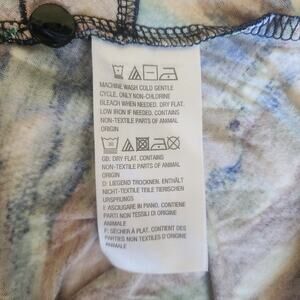 MACHINE WASH COLD GENTLE
CYCLE. ONLY NON-CHLORINE
BLEACH WHEN NEEDED. DRY FLAT.
LOW IRON IF NEEDED. CONTAINS
NON-TEXTILE PARTS OF ANIMAL
ORIGIN
30
GB: DRY FLAT. CONTAINS
NON-TEXTILE PARTS OF ANIMAL
ORIGIN
D: LIEGEND TROCKNEN. ENTHÄLT
NICHT-TEXTILE TEILE TIERISCHEN
URSPRUNGS
I: ASCIUGARE IN PIANO. CONTIENE
PARTI NON TESSILI DI ORIGINE
ANIMALE
F: SÉCHER À PLAT. CONTIENT DES
PARTIES NON TEXTILES D'ORIGINE
ANIMALE